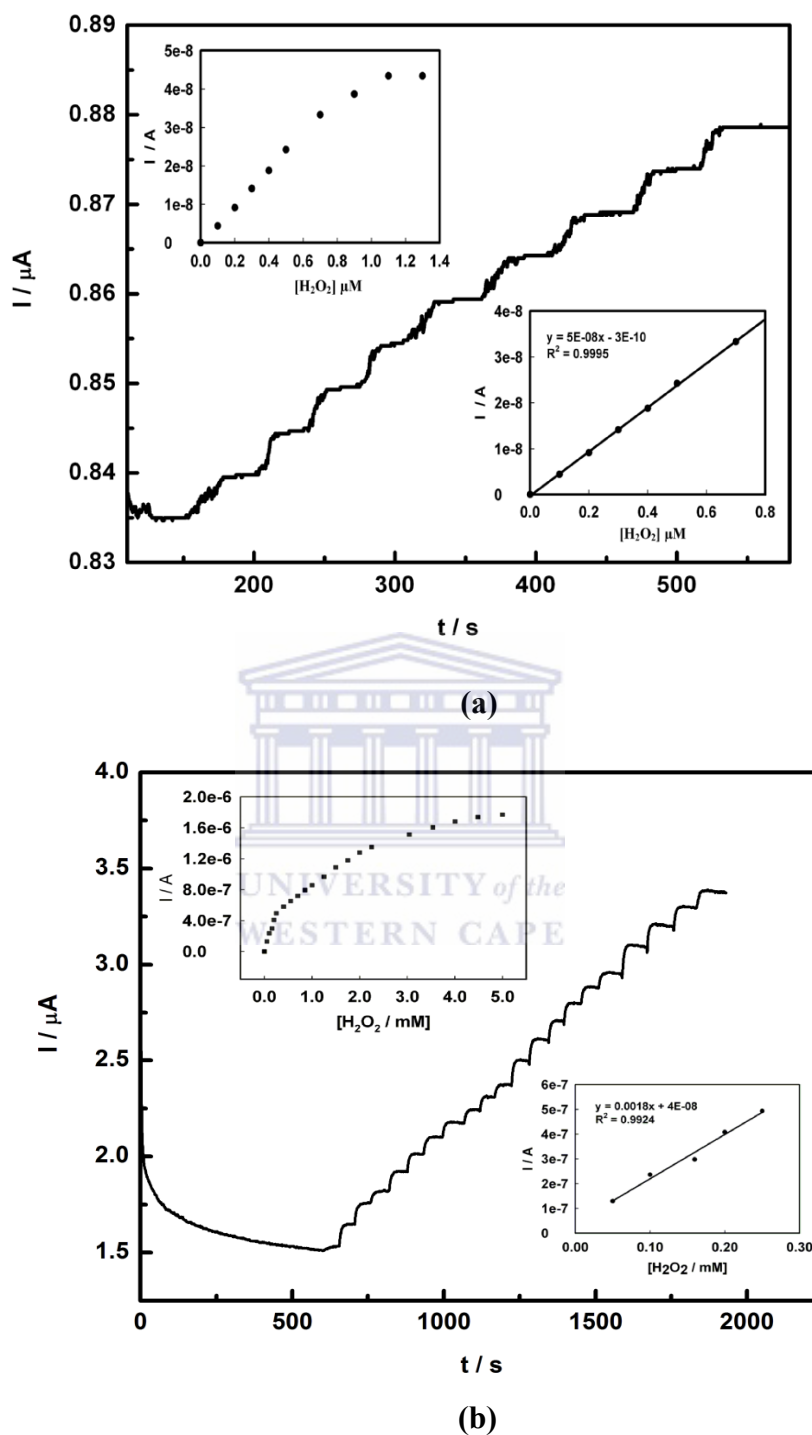 0.89
0.88
0.87
0.86
0.85
0.84
0.83
I / μA
5e-8
4e-8
3e-8
2e-8
1e-8
0
I / A
0.0 0.2 0.4 0.6 0.8 1.0 1.2 1.4
[H₂O₂] μM
4e-8
3e-8
2e-8
1e-8
0
I / A
y = 5E-08x - 3E-10
R² = 0.9995
0.0 0.2 0.4 0.6 0.8
[H₂O₂] μM
200 300 400 500
t / s
(a)
4.0
3.5
3.0
2.5
2.0
1.5
I / μA
2.0e-6
1.6e-6
1.2e-6
8.0e-7
4.0e-7
0.0
I / A
0.0 1.0 2.0 3.0 4.0 5.0
[H₂O₂ / mM]
UNIVERSITY of the
WESTERN CAPE
6e-7
5e-7
4e-7
3e-7
2e-7
1e-7
0
I / A
y = 0.0018x + 4E-08
R² = 0.9924
0.00 0.10 0.20 0.30
[H₂O₂ / mM]
0 500 1000 1500 2000
t / s
(b)